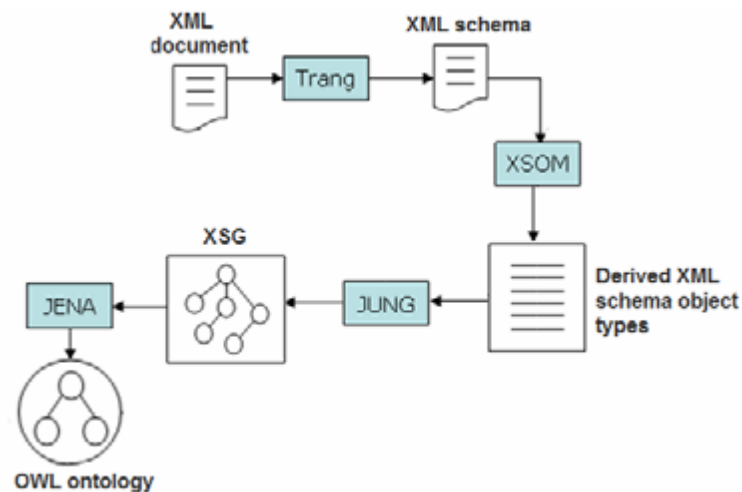 XML
document
XML schema
Trang
XSOM
XSG
Derived XML
schema object
types
JENA
JUNG
OWL ontology